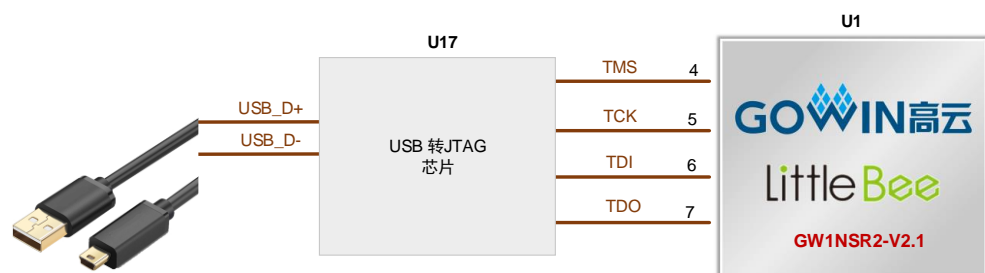 U1
U17
TMS 4
USB_D+
TCK 5
USB_D-
USB 转JTAG
芯片
TDI 6
TDO 7
GOWIN高云
LittleBee
GW1NSR2-V2.1